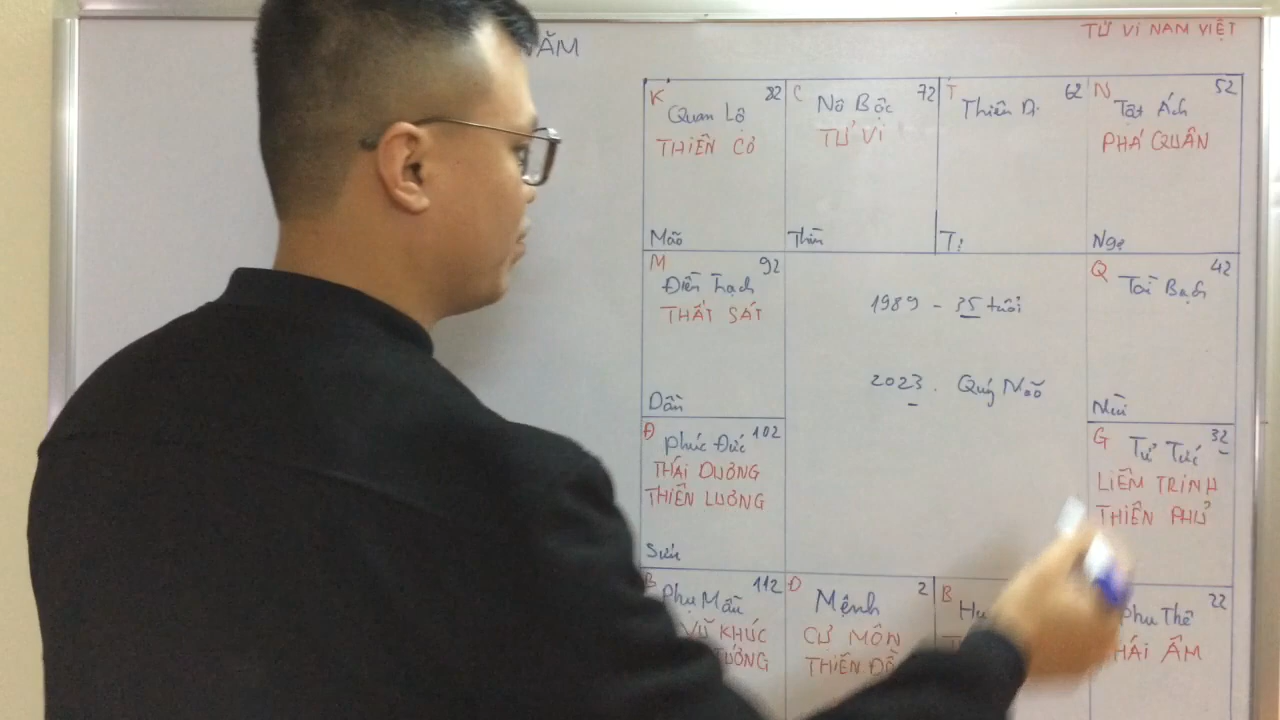 ĂM
TỬ VI NAM VIỆT
K 82
Quan Lộ
THIÊN CƠ
Mão
C 72
Nô Bộc
TỬ VI
Thìn
T 62
Thiên Di
Tị
N 52
Tật Ách
PHÁ QUÂN
Ngọ
M 92
Điền Trạch
THẤT SÁT
Dần
1989 - 35 tuổi
2023. Quý Mão
Q 42
Tài Bạch
Mùi
Đ 102
Phúc Đức
THÁI DƯƠNG
THIÊN LƯƠNG
Sửu
G 32
Tử Tức
LIÊM TRINH
THIÊN PHỦ
B 112
Phụ Mẫu
VŨ KHÚC
TƯỚNG
Đ 2
Mệnh
CỰ MÔN
THIÊN ĐỒ
B
Hu
22
Phu Thê
HÁI ÂM